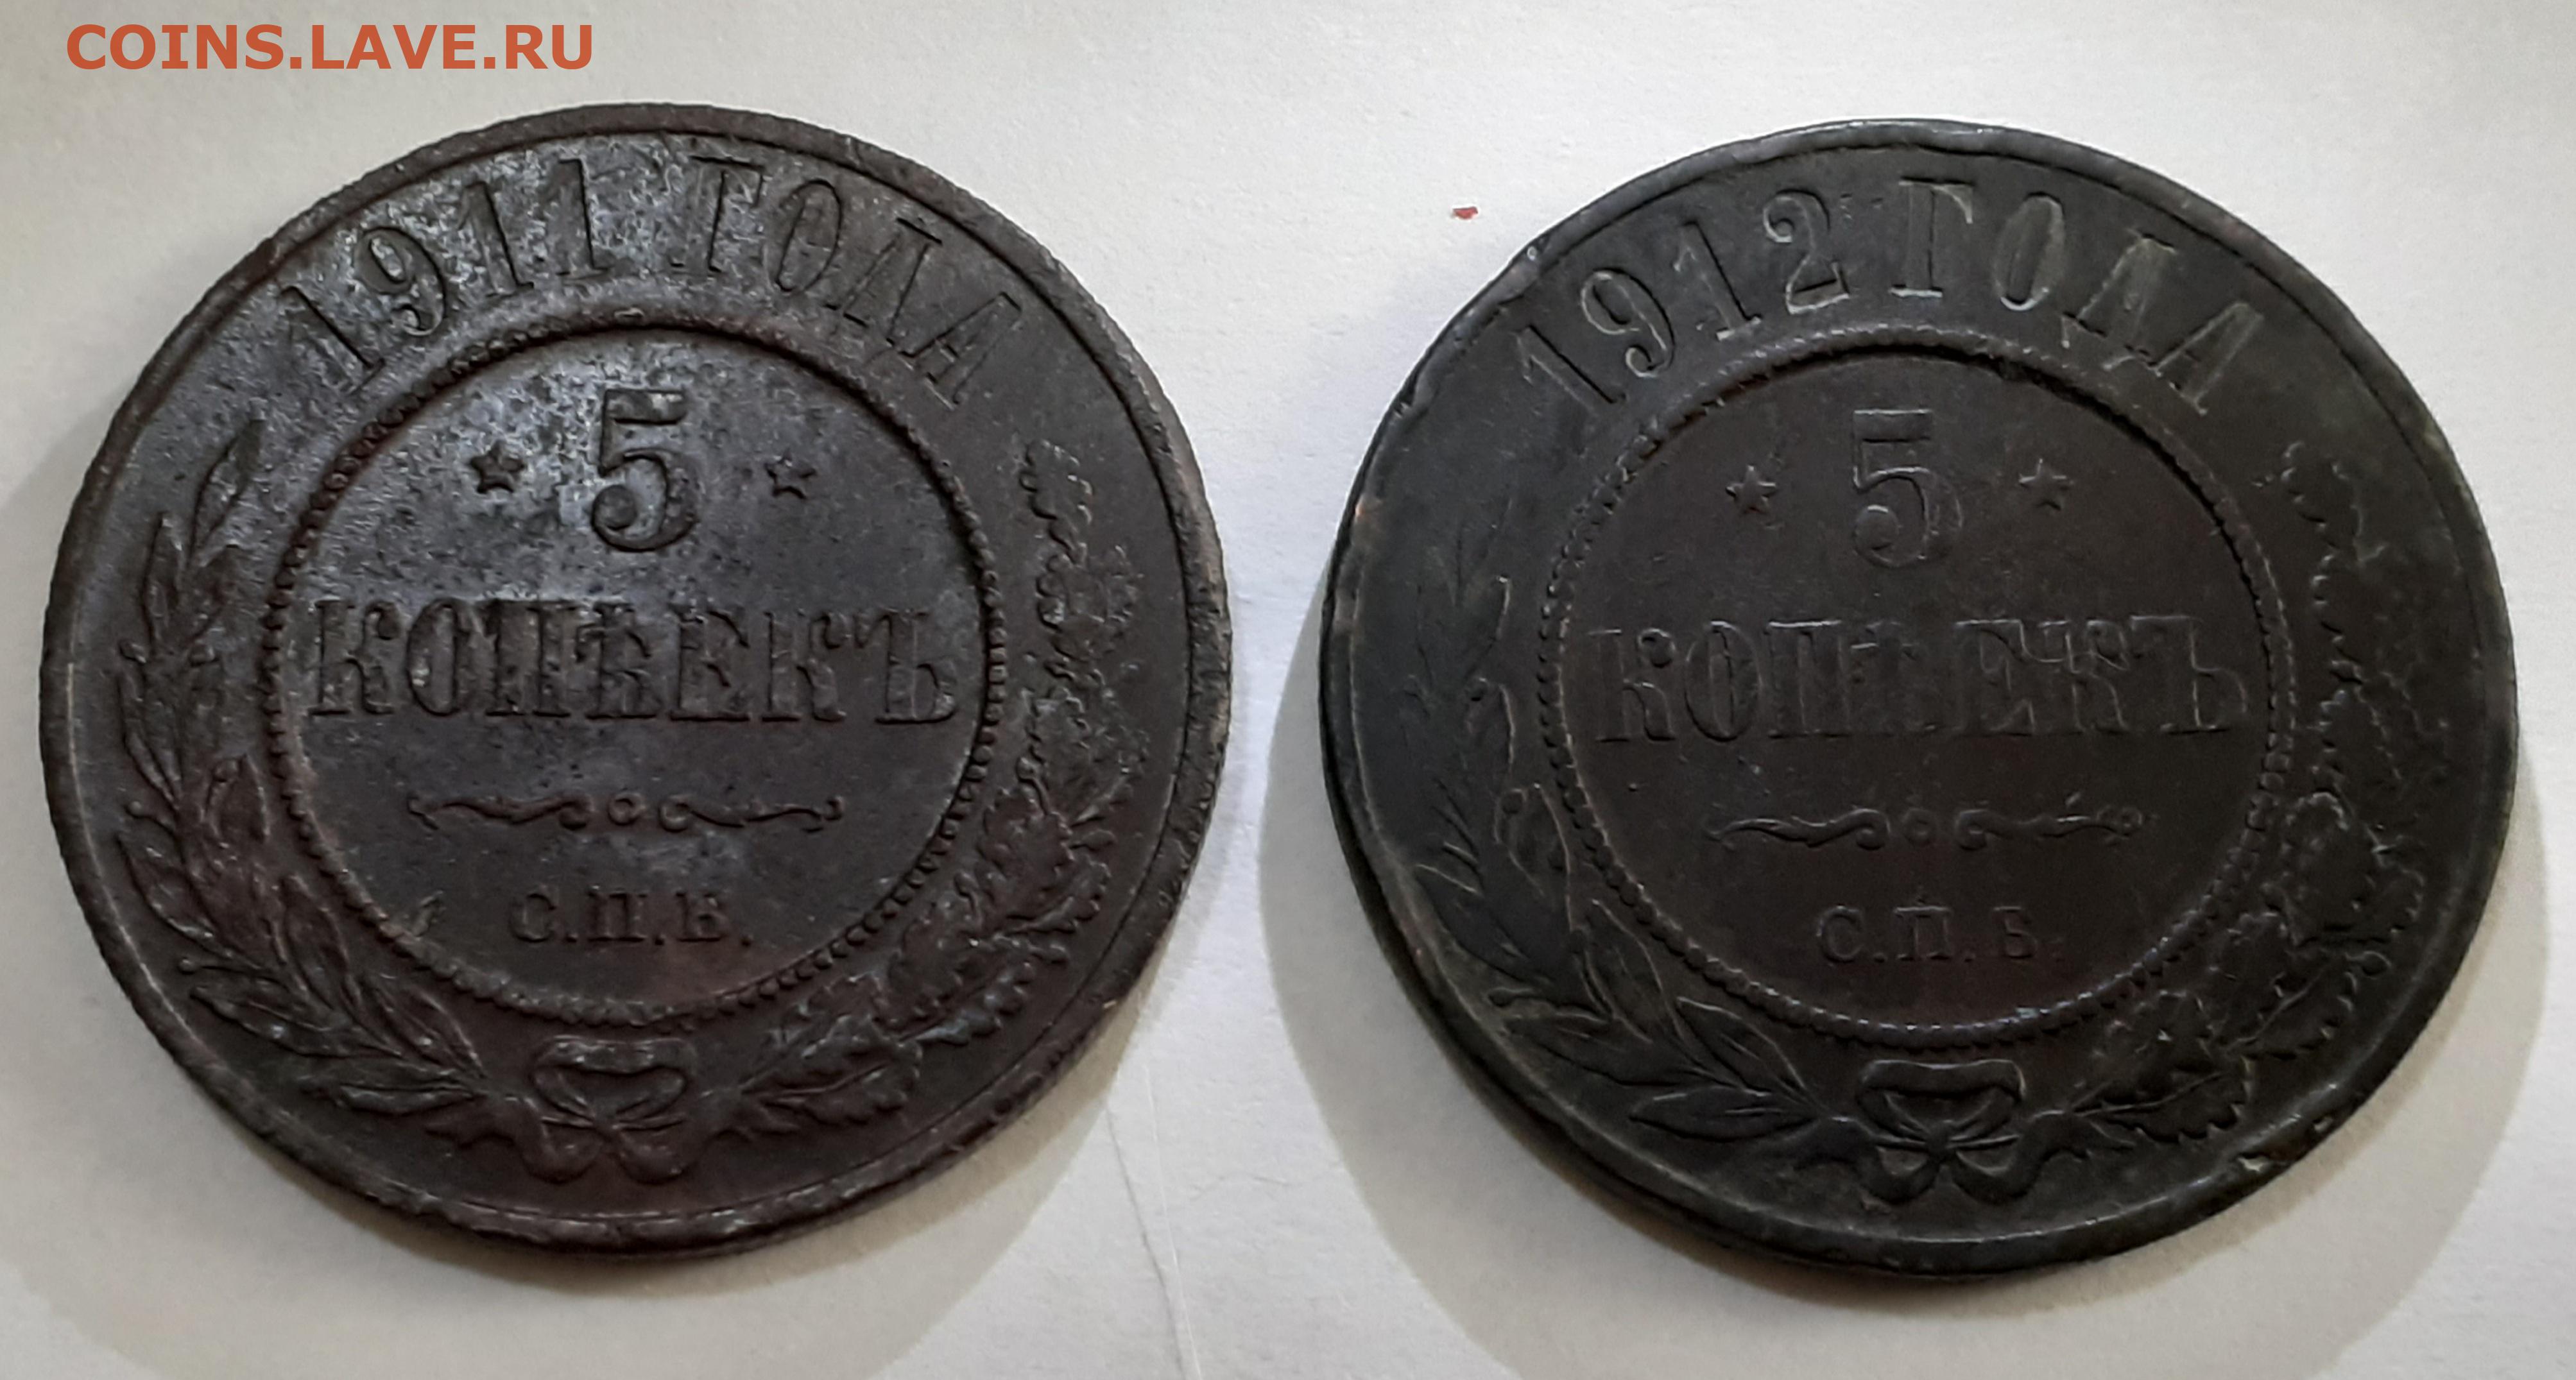 COINS.LAVE.RU
1911 ГОДА
5
КОПѢЕКЪ
С.П.Б.
1912 ГОДА
5
КОПѢЕКЪ
С.П.Б.